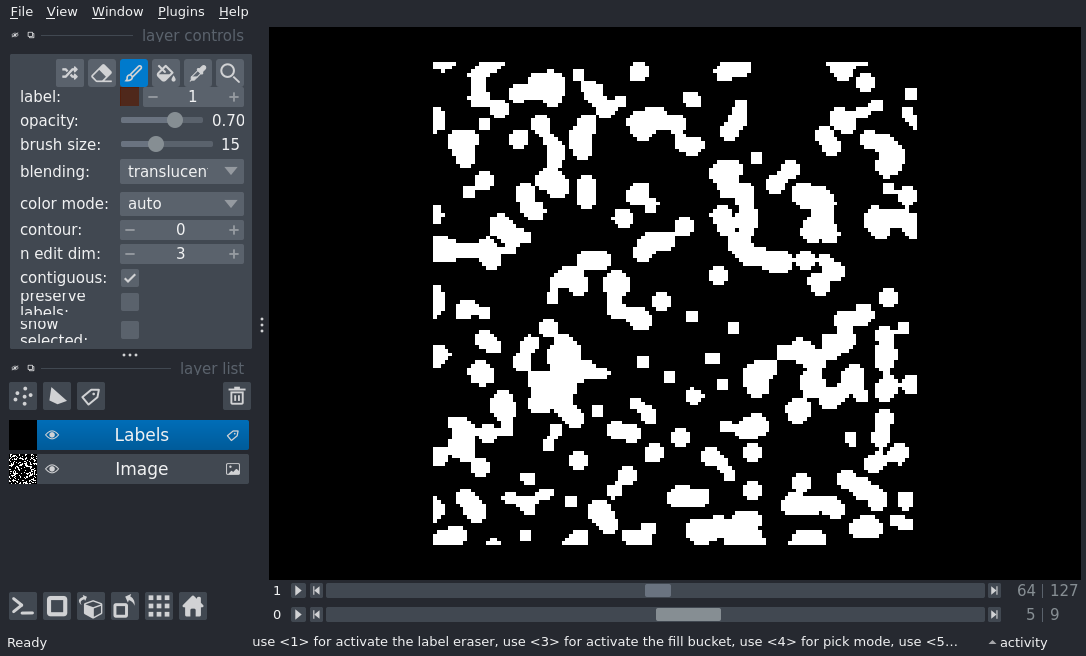 File View Window Plugins Help
layer controls
label: 1
opacity: 0.70
brush size: 15
blending: translucen
color mode: auto
contour: 0
n edit dim: 3
contiguous:
preserve
labels:
show
selected:
layer list
Labels
Image
1 64 127
0 5 9
Ready use <1> for activate the label eraser, use <3> for activate the fill bucket, use <4> for pick mode, use <5... activity